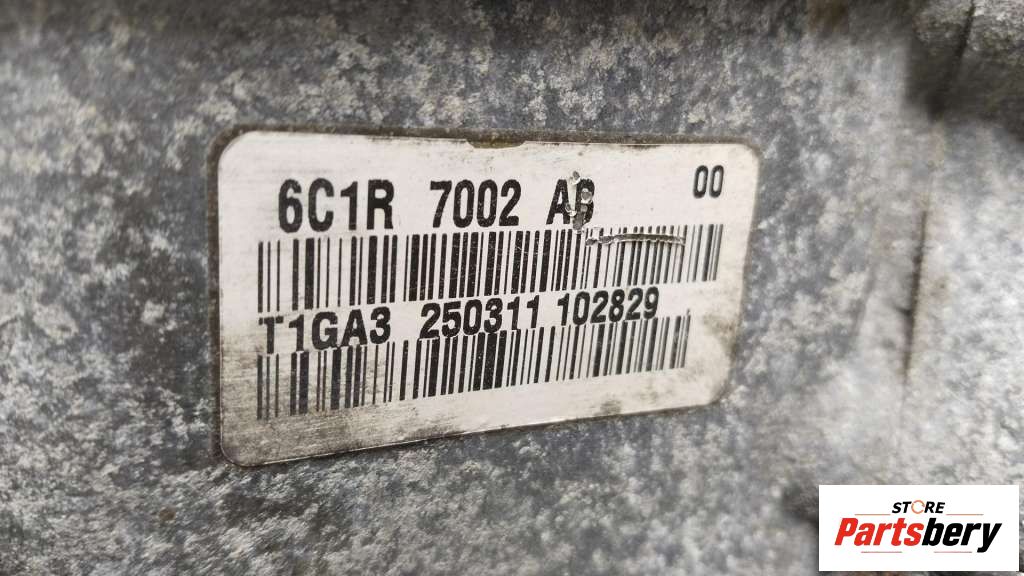 6C1R 7002 AB 00
T1GA3 250311 102829
STORE
Partsbery